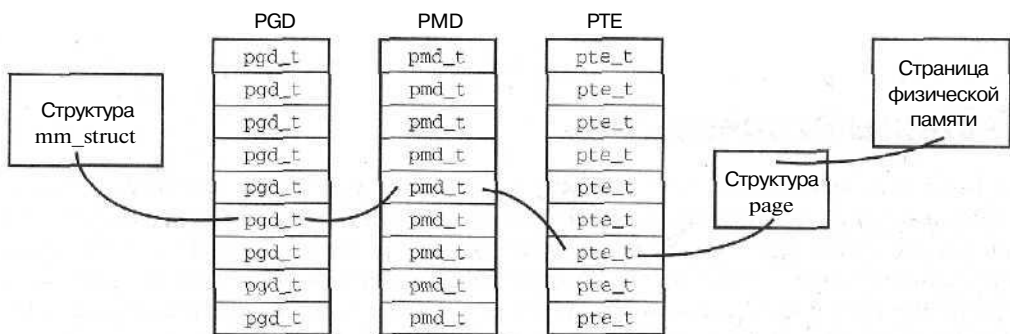 PGD PMD PTE
pgd_t pmd_t pte_t
pgd_t pmd_t pte_t
pgd_t pmd_t pte_t
pgd_t pmd_t pte_t
pgd_t pmd_t pte_t
pgd_t pmd_t pte_t
pgd_t pmd_t pte_t
pgd_t pmd_t pte_t
pgd_t pmd_t pte_t
Структура
mm_struct
Структура
page
Страница
физической
памяти